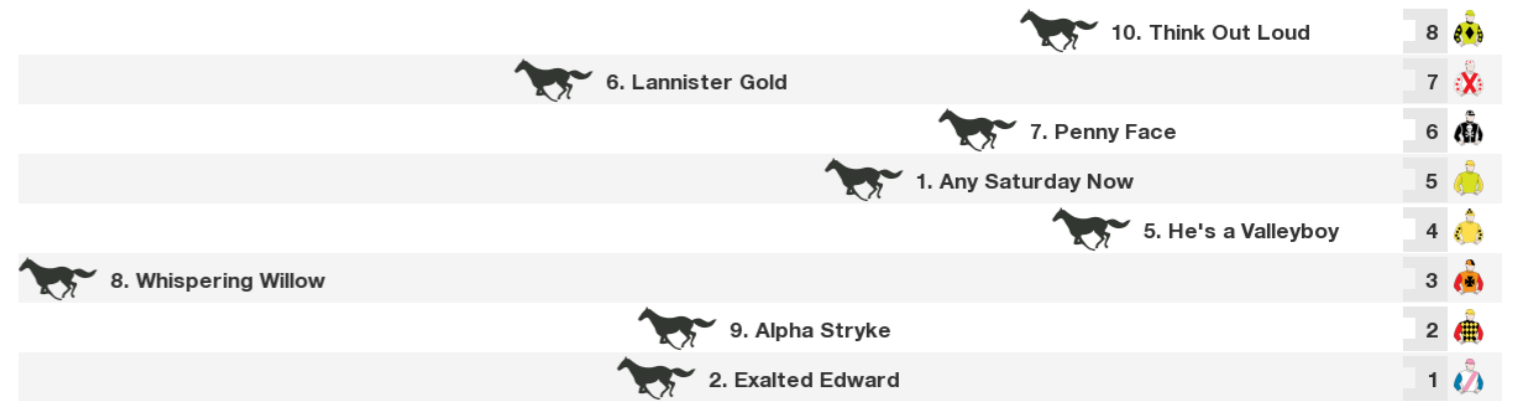 10. Think Out Loud 8
6. Lannister Gold 7
7. Penny Face 6
1. Any Saturday Now 5
5. He's a Valleyboy 4
8. Whispering Willow 3
9. Alpha Stryke 2
2. Exalted Edward 1